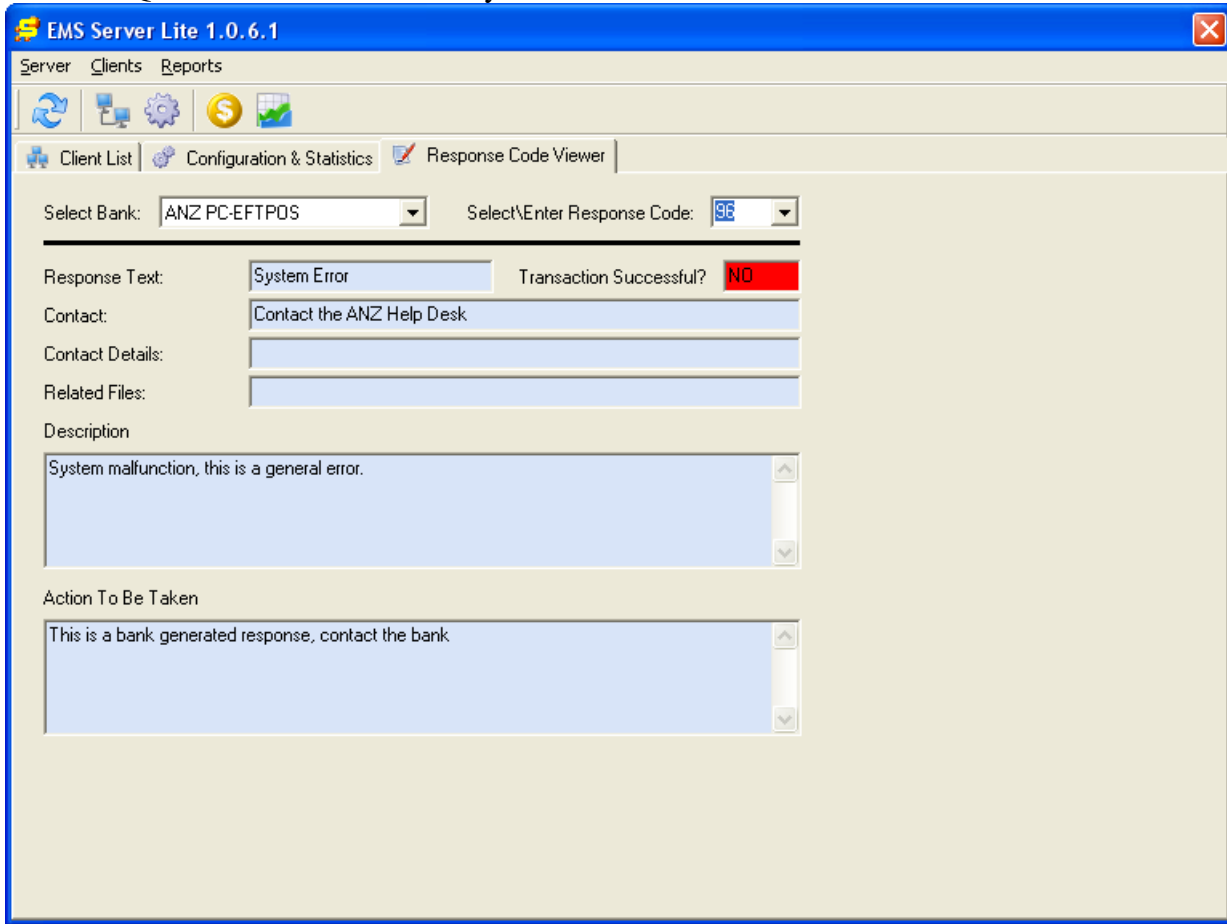 EMS Server Lite 1.0.6.1
Server Clients Reports
Client List Configuration & Statistics Response Code Viewer
Select Bank: ANZ PC-EFTPOS Select\Enter Response Code: 96
Response Text: System Error Transaction Successful? NO
Contact: Contact the ANZ Help Desk
Contact Details:
Related Files:
Description
System malfunction, this is a general error.
Action To Be Taken
This is a bank generated response, contact the bank